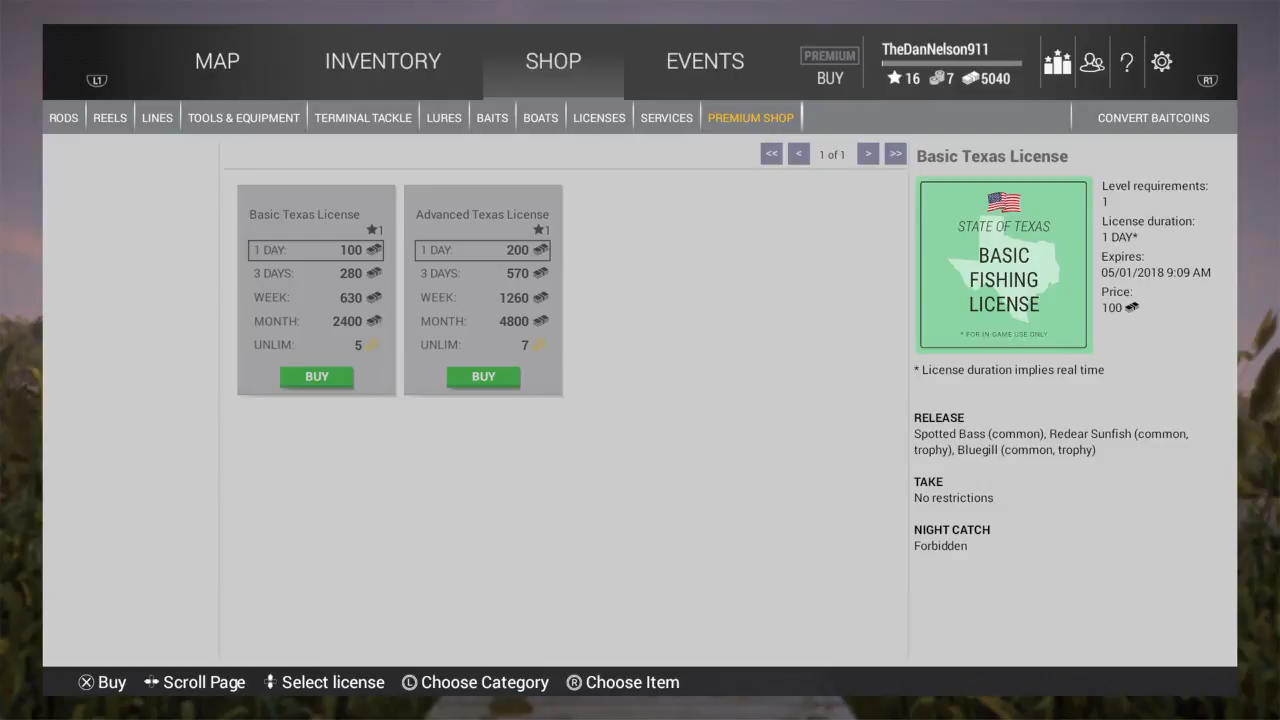 MAP
INVENTORY
SHOP
EVENTS
PREMIUM
BUY
TheDanNelson911
16 7 5040
L1
?
R1
RODS
REELS
LINES
TOOLS & EQUIPMENT
TERMINAL TACKLE
LURES
BAITS
BOATS
LICENSES
SERVICES
PREMIUM SHOP
CONVERT BAITCOINS
<< < 1 of 1 > >>
Basic Texas License
1
1 DAY: 100
3 DAYS: 280
WEEK: 630
MONTH: 2400
UNLIM: 5
BUY
Advanced Texas License
1
1 DAY: 200
3 DAYS: 570
WEEK: 1260
MONTH: 4800
UNLIM: 7
BUY
Basic Texas License
STATE OF TEXAS
BASIC
FISHING
LICENSE
* FOR IN-GAME USE ONLY
Level requirements:
1
License duration:
1 DAY*
Expires:
05/01/2018 9:09 AM
Price:
100
* License duration implies real time
RELEASE
Spotted Bass (common), Redear Sunfish (common,
trophy), Bluegill (common, trophy)
TAKE
No restrictions
NIGHT CATCH
Forbidden
Buy
Scroll Page
Select license
L Choose Category
R Choose Item